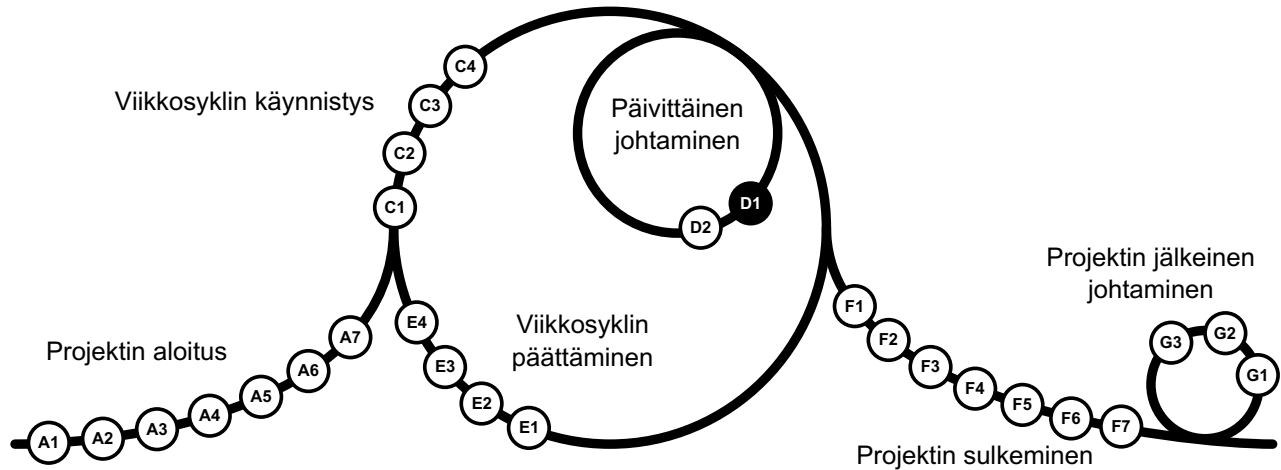 Projektin aloitus
A1
A2
A3
A4
A5
A6
A7
Viikkosyklin käynnistys
C1
C2
C3
C4
Päivittäinen
johtaminen
D1
D2
Viikkosyklin
päättäminen
E1
E2
E3
E4
Projektin sulkeminen
F1
F2
F3
F4
F5
F6
F7
Projektin jälkeinen
johtaminen
G1
G2
G3